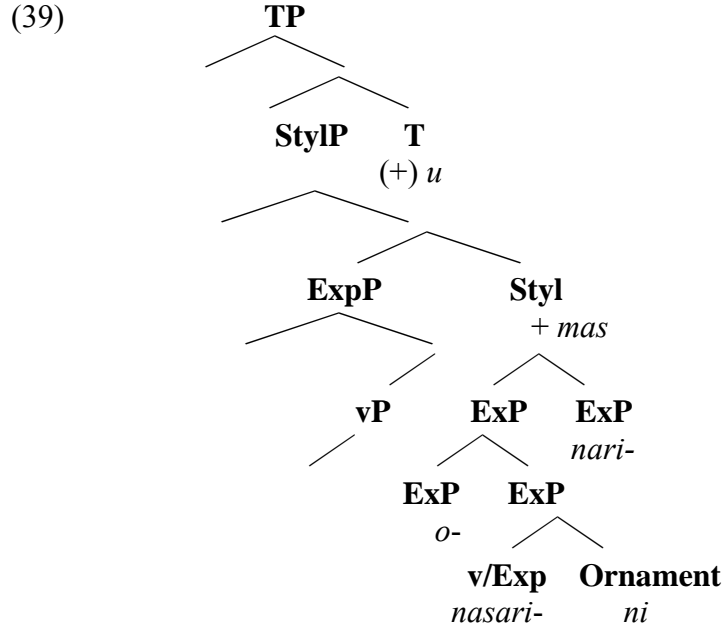 (39) TP
StylP T
(+) u
ExpP Styl
+ mas
vP ExP ExP
nari-
ExP ExP
o-
v/Exp Ornament
nasari- ni